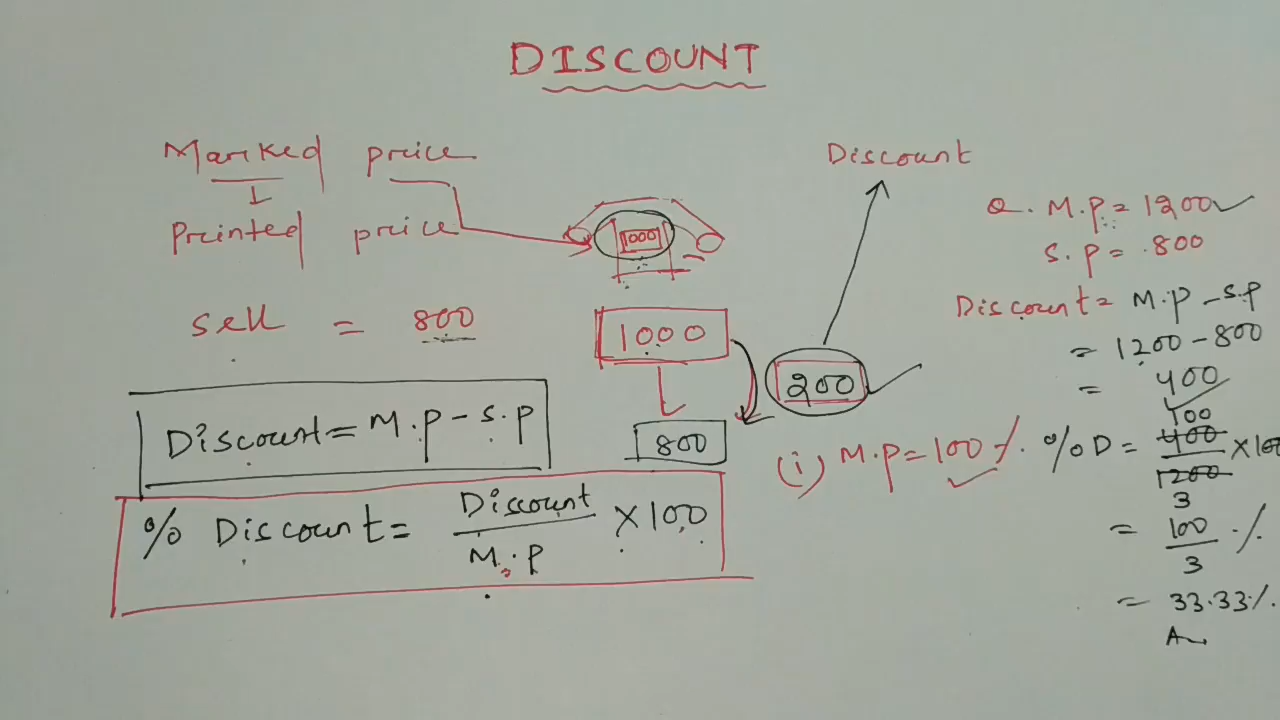 DISCOUNT
Marked price
Printed price
1000
sell = 800
1000
800
200
Discount
Discount = M.P - S.P
% Discount = Discount / M.P × 100
Q. M.P. = 1200
S.P = 800
Discount = M.P - S.P
= 1200 - 800
= 400
(i) M.P = 100 %.
100
% D = 400 / 1200 × 100
3
= 100 / 3 %
= 33.33%.